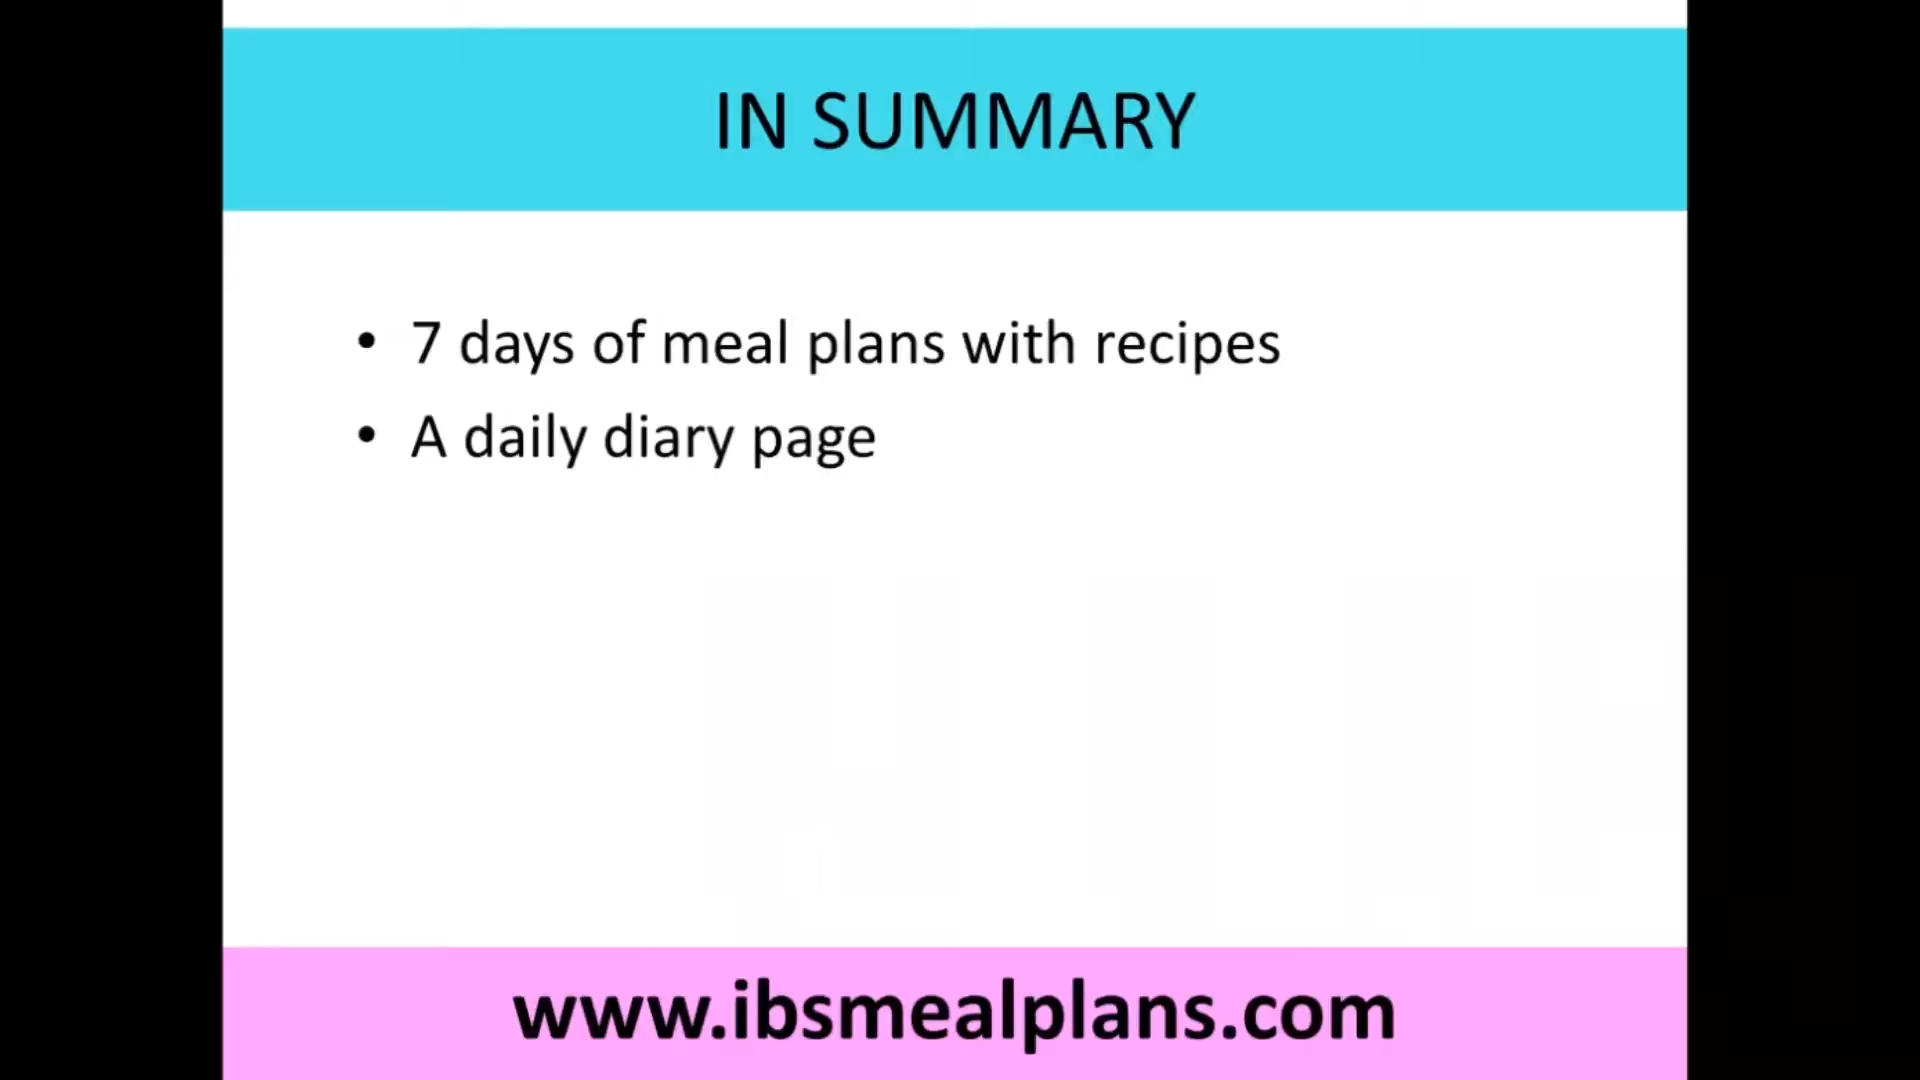 IN SUMMARY
• 7 days of meal plans with recipes
• A daily diary page
www.ibsmealplans.com